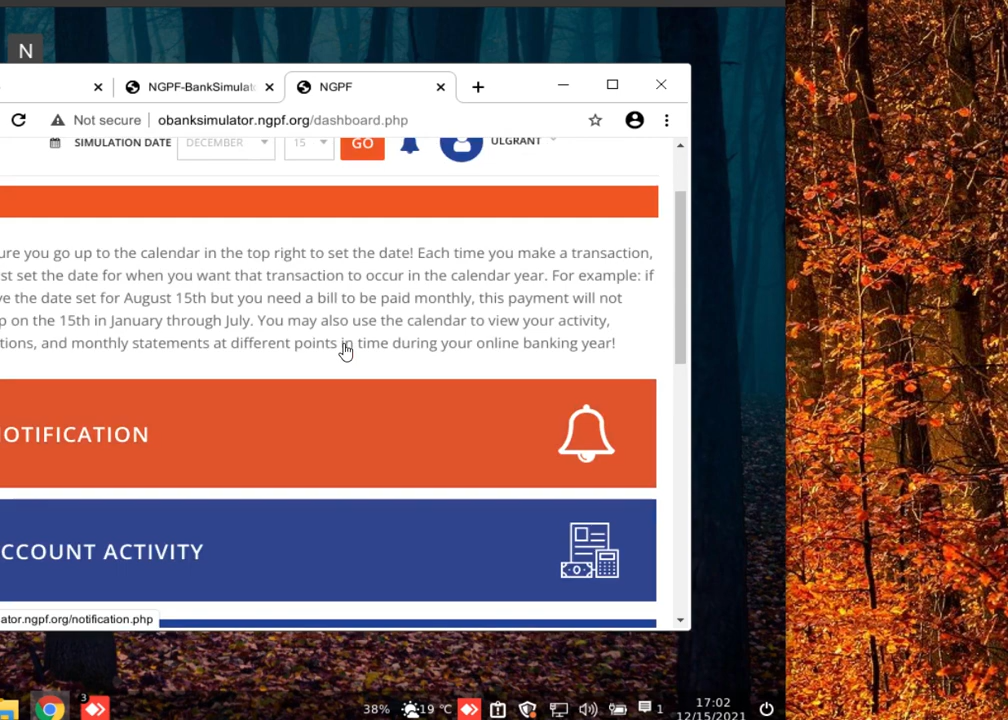 N
NGPF-BankSimulat
NGPF
Not secure | obanksimulator.ngpf.org/dashboard.php
SIMULATION DATE DECEMBER 15 GO ULGRANT
ure you go up to the calendar in the top right to set the date! Each time you make a transaction,
st set the date for when you want that transaction to occur in the calendar year. For example: if
ve the date set for August 15th but you need a bill to be paid monthly, this payment will not
p on the 15th in January through July. You may also use the calendar to view your activity,
tions, and monthly statements at different points in time during your online banking year!
OTIFICATION
CCOUNT ACTIVITY
ator.ngpf.org/notification.php
3
38% 19 °C 1 17:02
12/15/2021